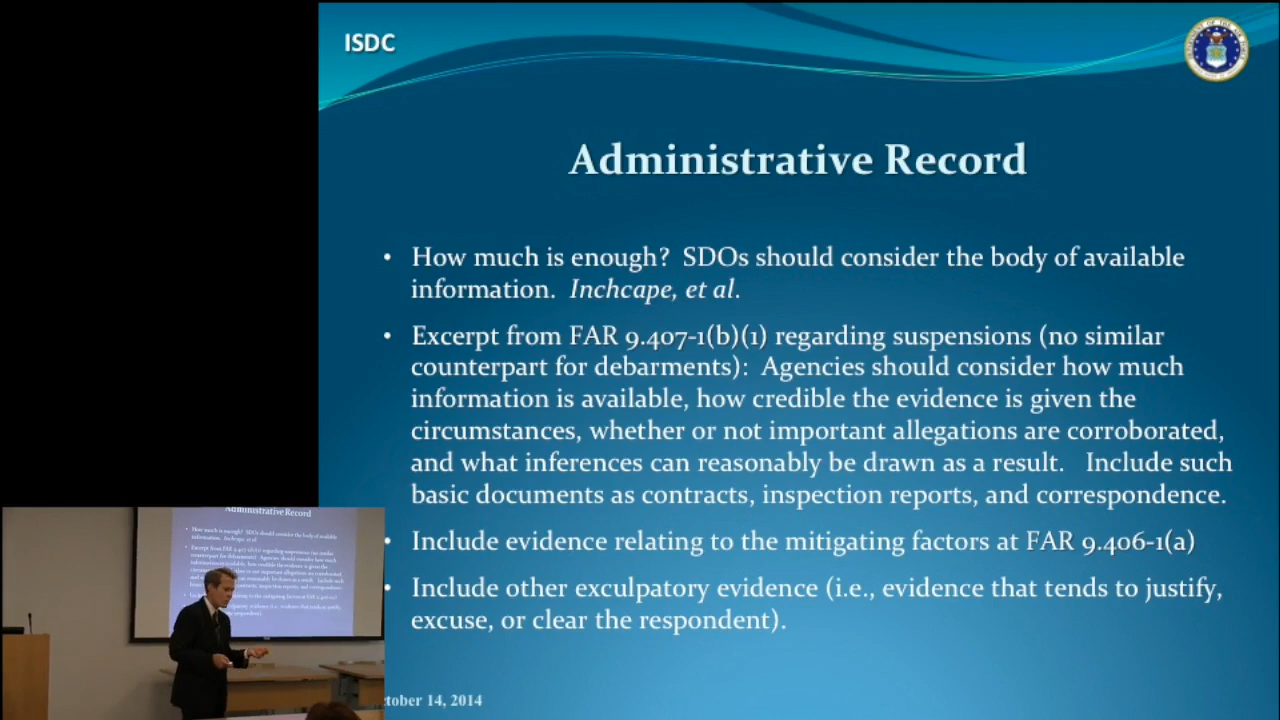 ISDC
Administrative Record
• How much is enough? SDOs should consider the body of available
information. Inchcape, et al.
• Excerpt from FAR 9.407-1(b)(1) regarding suspensions (no similar
counterpart for debarments): Agencies should consider how much
information is available, how credible the evidence is given the
circumstances, whether or not important allegations are corroborated,
and what inferences can reasonably be drawn as a result. Include such
basic documents as contracts, inspection reports, and correspondence.
• Include evidence relating to the mitigating factors at FAR 9.406-1(a)
• Include other exculpatory evidence (i.e., evidence that tends to justify,
excuse, or clear the respondent).
tober 14, 2014
Administrative Record